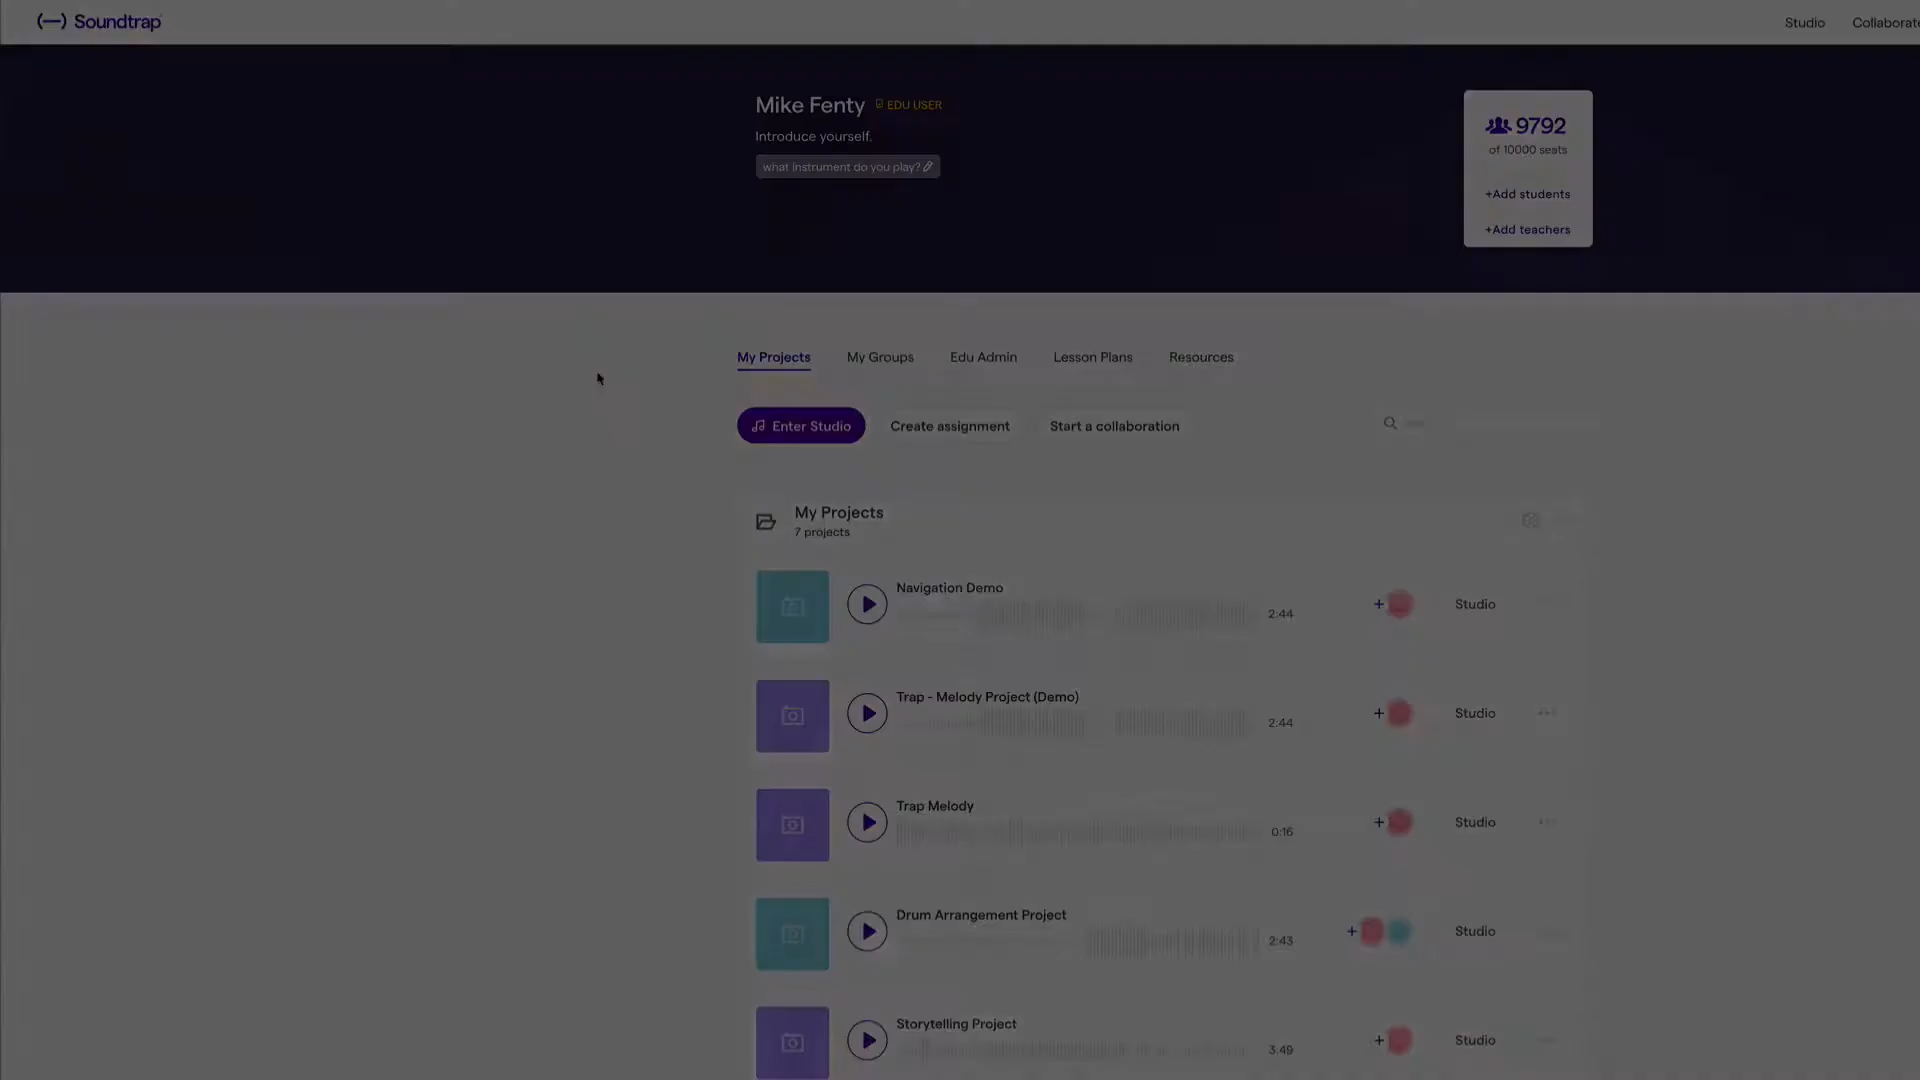 Soundtrap
Studio
Collaborate
Mike Fenty
EDU USER
Introduce yourself.
what instrument do you play?
9792
of 10000 seats
+Add students
+Add teachers
My Projects
My Groups
Edu Admin
Lesson Plans
Resources
Enter Studio
Create assignment
Start a collaboration
My Projects
7 projects
Navigation Demo
2:44
+
Studio
Trap - Melody Project (Demo)
2:44
+
Studio
Trap Melody
0:16
+
Studio
Drum Arrangement Project
2:43
+
Studio
Storytelling Project
3:49
+
Studio